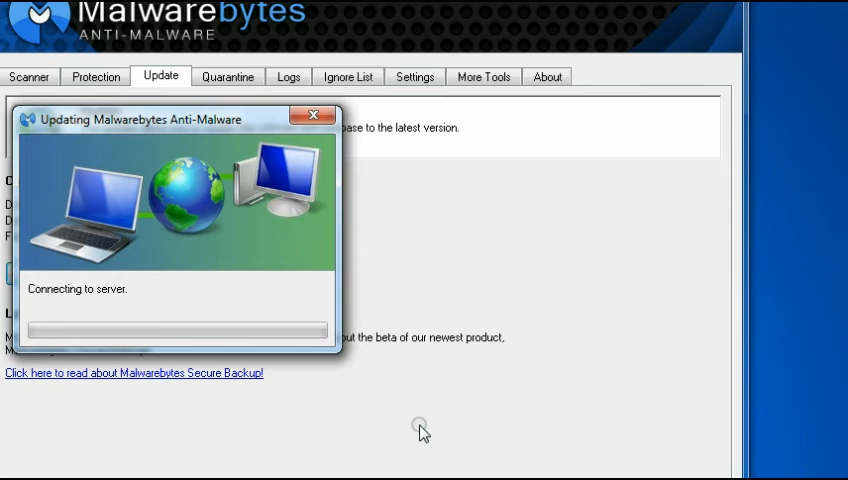 Malwarebytes
ANTI-MALWARE
Scanner Protection Update Quarantine Logs Ignore List Settings More Tools About
Updating Malwarebytes Anti-Malware
base to the latest version.
Connecting to server.
out the beta of our newest product,
Click here to read about Malwarebytes Secure Backup!